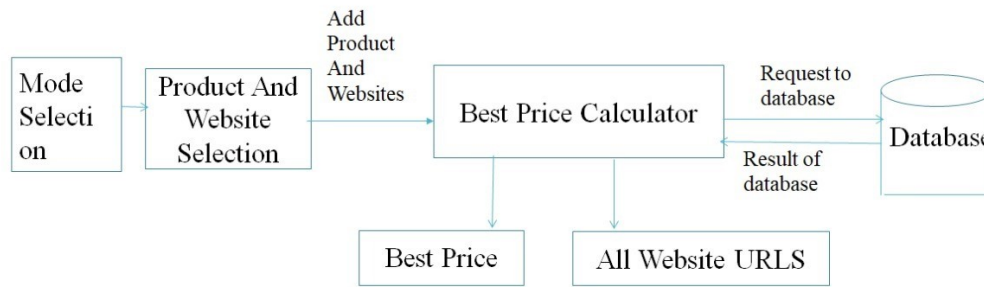 Mode
Selecti
on
Product And
Website
Selection
Add
Product
And
Websites
Best Price Calculator
Request to
database
Result of
database
Database
Best Price
All Website URLS